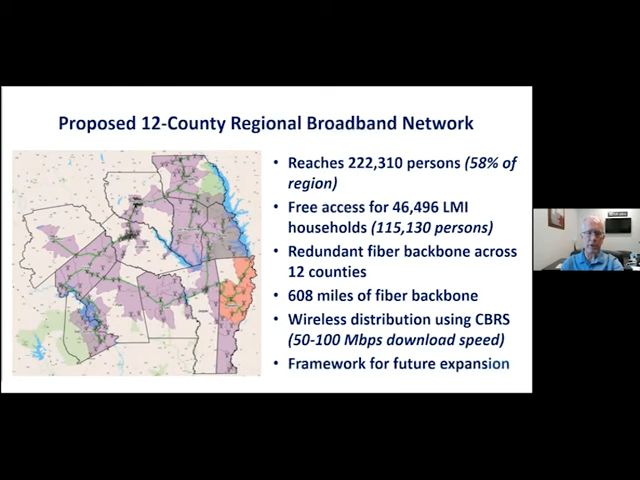 Proposed 12-County Regional Broadband Network
• Reaches 222,310 persons (58% of
region)
• Free access for 46,496 LMI
households (115,130 persons)
• Redundant fiber backbone across
12 counties
• 608 miles of fiber backbone
• Wireless distribution using CBRS
(50-100 Mbps download speed)
• Framework for future expansion